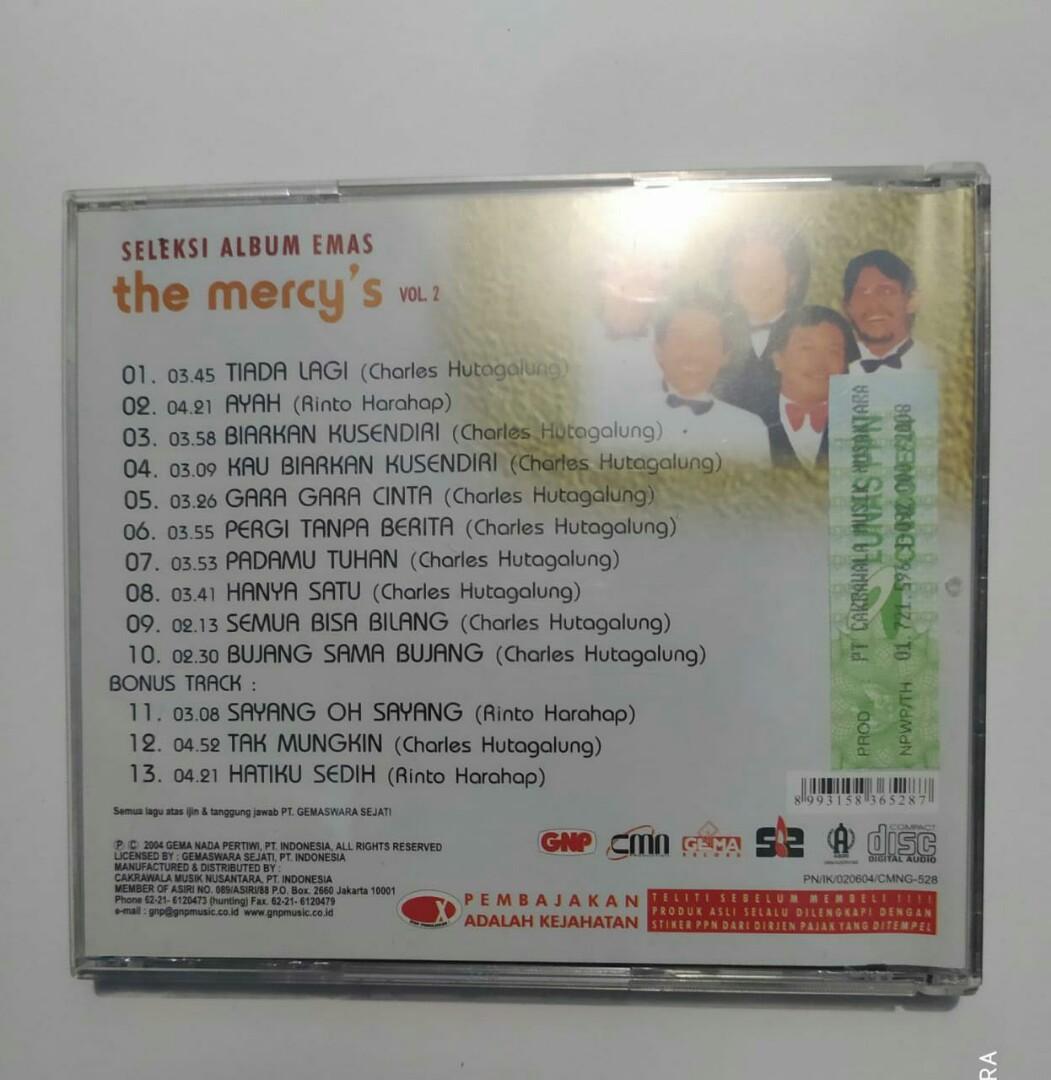 SELEKSI ALBUM EMAS
the mercy's VOL. 2
01. 03.45 TIADA LAGI (Charles Hutagalung)
02. 04.21 AYAH (Rinto Harahap)
03. 03.58 BIARKAN KUSENDIRI (Charles Hutagalung)
04. 03.09 KAU BIARKAN KUSENDIRI (Charles Hutagalung)
05. 03.26 GARA GARA CINTA (Charles Hutagalung)
06. 03.55 PERGI TANPA BERITA (Charles Hutagalung)
07. 03.53 PADAMU TUHAN (Charles Hutagalung)
08. 03.41 HANYA SATU (Charles Hutagalung)
09. 02.13 SEMUA BISA BILANG (Charles Hutagalung)
10. 02.30 BUJANG SAMA BUJANG (Charles Hutagalung)
BONUS TRACK :
11. 03.08 SAYANG OH SAYANG (Rinto Harahap)
12. 04.52 TAK MUNGKIN (Charles Hutagalung)
13. 04.21 HATIKU SEDIH (Rinto Harahap)
Semua lagu atas ijin & tanggung jawab PT. GEMASWARA SEJATI
Ⓟ © 2004 GEMA NADA PERTIWI, PT. INDONESIA, ALL RIGHTS RESERVED
LICENSED BY : GEMASWARA SEJATI, PT. INDONESIA
MANUFACTURED & DISTRIBUTED BY :
CAKRAWALA MUSIK NUSANTARA, PT. INDONESIA
MEMBER OF ASIRI NO. 089/ASIRI/88 P.O. Box. 2660 Jakarta 10001
Phone 62-21- 6120473 (hunting) Fax. 62-21- 6120479
e-mail : gnp@gnpmusic.co.id www.gnpmusic.co.id
PROD PT CAKRAWALA MUSIK NUSANTARA
LUNAS PPN
NPWP/TH
8 993158 365287
GNP
CMN
GEMA
RECORD
COMPACT
disc
DIGITAL AUDIO
PN/IK/020604/CMNG-528
PEMBAJAKAN
ADALAH KEJAHATAN
TELITI SEBELUM MEMBELI !!!!
PRODUK ASLI SELALU DILENGKAPI DENGAN
STIKER PPN DARI DIRJEN PAJAK YANG DITEMPEL
RA